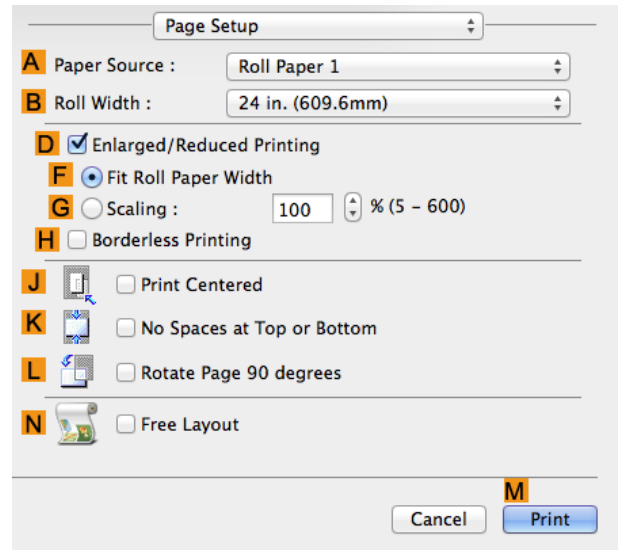 Page Setup
A Paper Source : Roll Paper 1
B Roll Width : 24 in. (609.6mm)
D Enlarged/Reduced Printing
F Fit Roll Paper Width
G Scaling : 100 % (5 – 600)
H Borderless Printing
J Print Centered
K No Spaces at Top or Bottom
L Rotate Page 90 degrees
N Free Layout
M
Cancel Print